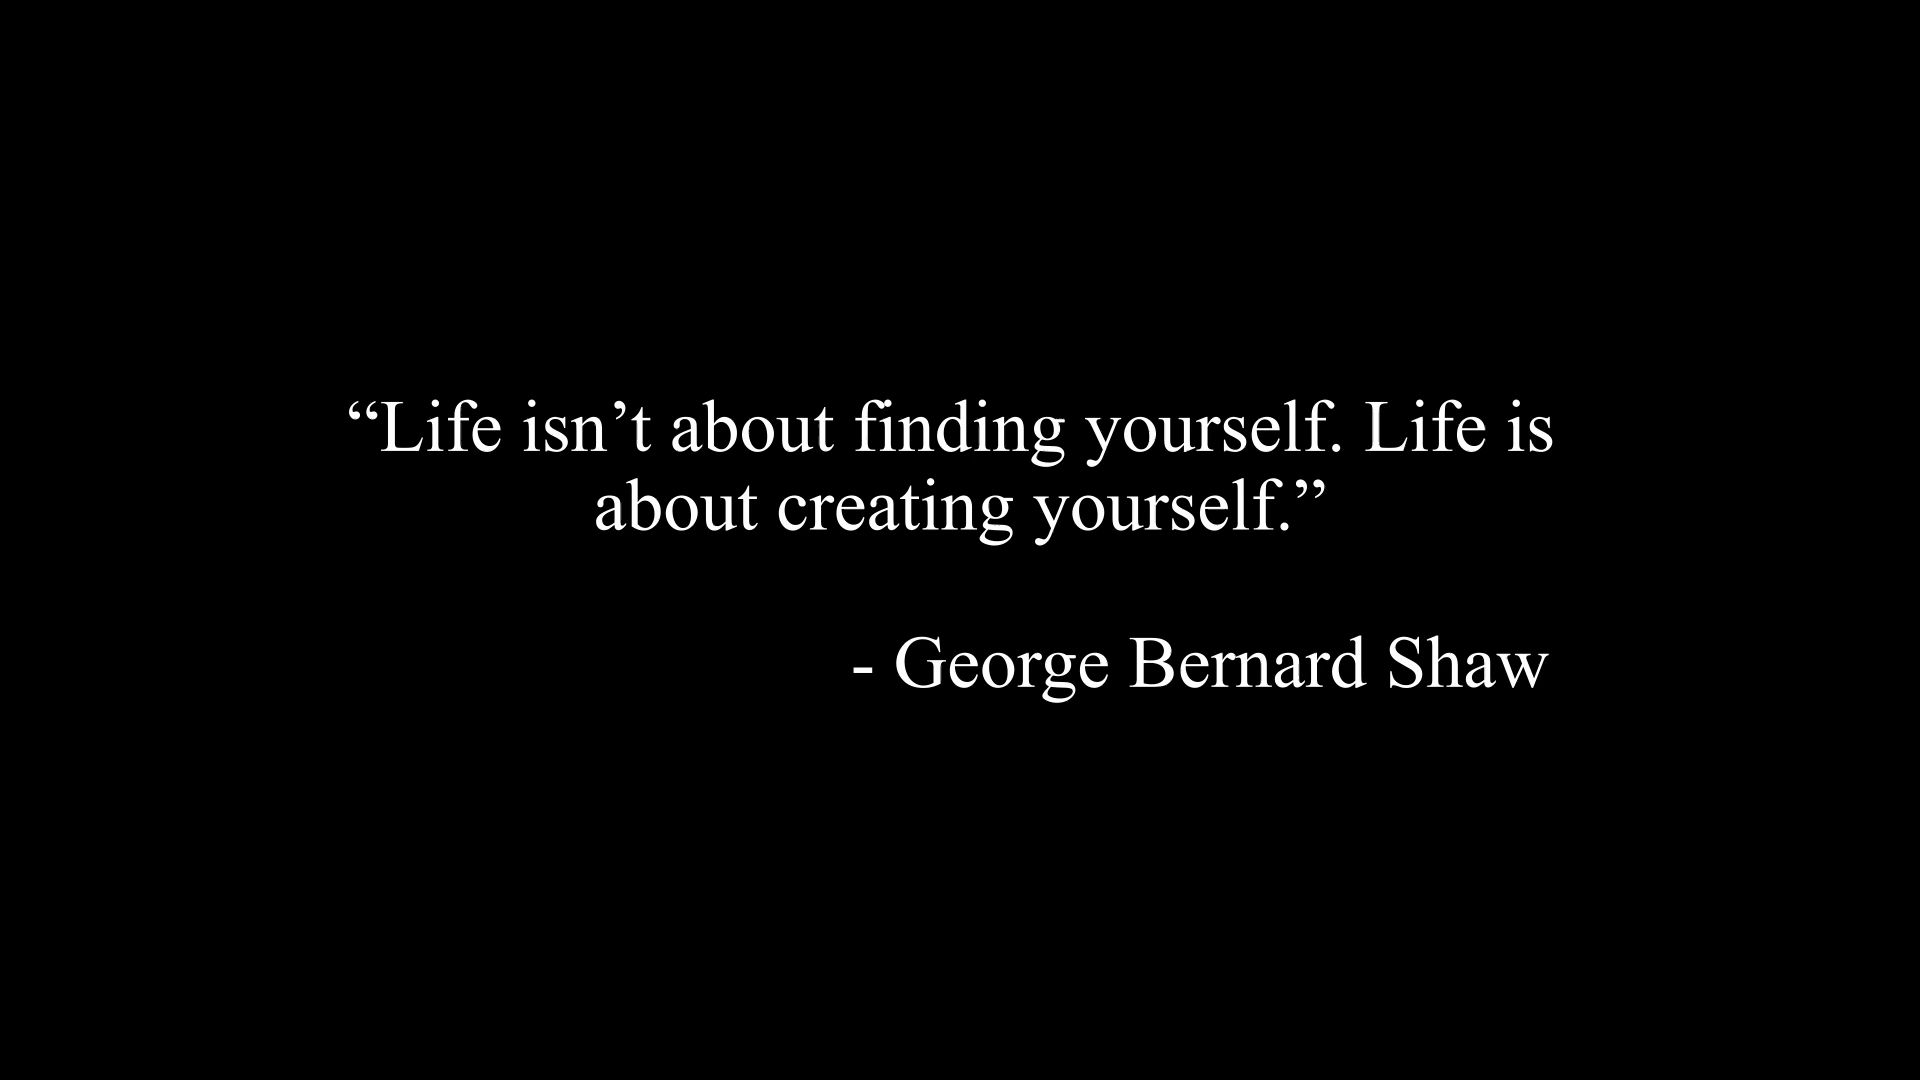 “Life isn’t about finding yourself. Life is
about creating yourself.”
- George Bernard Shaw